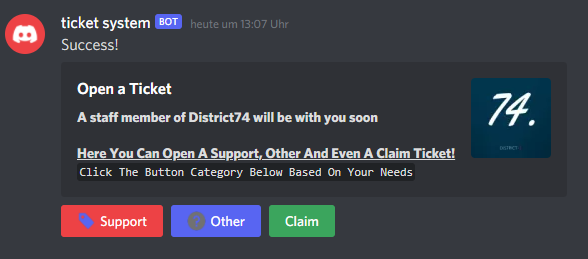 ticket system BOT heute um 13:07 Uhr
Success!
Open a Ticket
A staff member of District74 will be with you soon
Here You Can Open A Support, Other And Even A Claim Ticket!
Click The Button Category Below Based On Your Needs
74.
DISTRICT
Support
Other
Claim